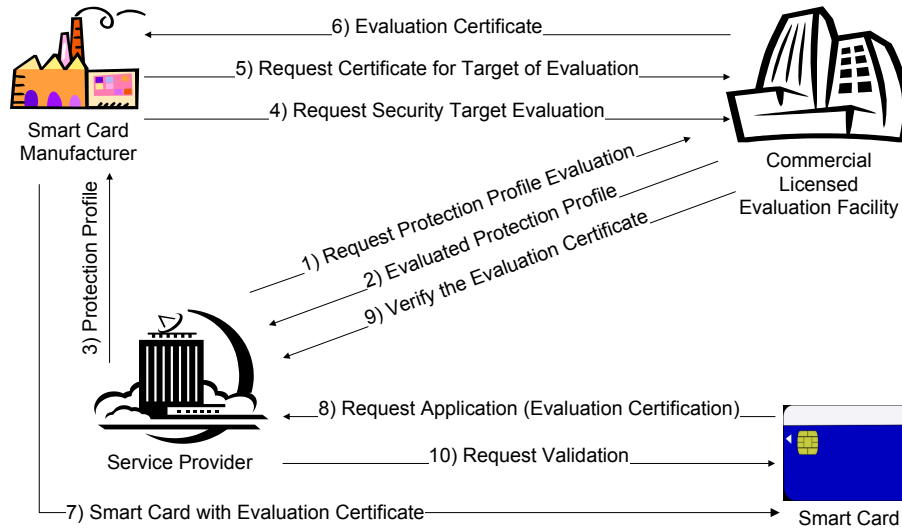 6) Evaluation Certificate
5) Request Certificate for Target of Evaluation
4) Request Security Target Evaluation
Smart Card
Manufacturer
Commercial
Licensed
Evaluation Facility
3) Protection Profile
1) Request Protection Profile Evaluation
2) Evaluated Protection Profile
9) Verify the Evaluation Certificate
8) Request Application (Evaluation Certification)
10) Request Validation
Service Provider
7) Smart Card with Evaluation Certificate
Smart Card